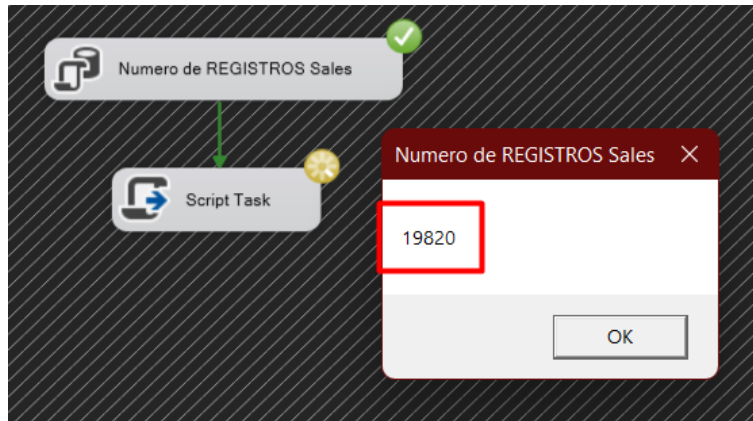 Numero de REGISTROS Sales
Script Task
Numero de REGISTROS Sales
19820
OK